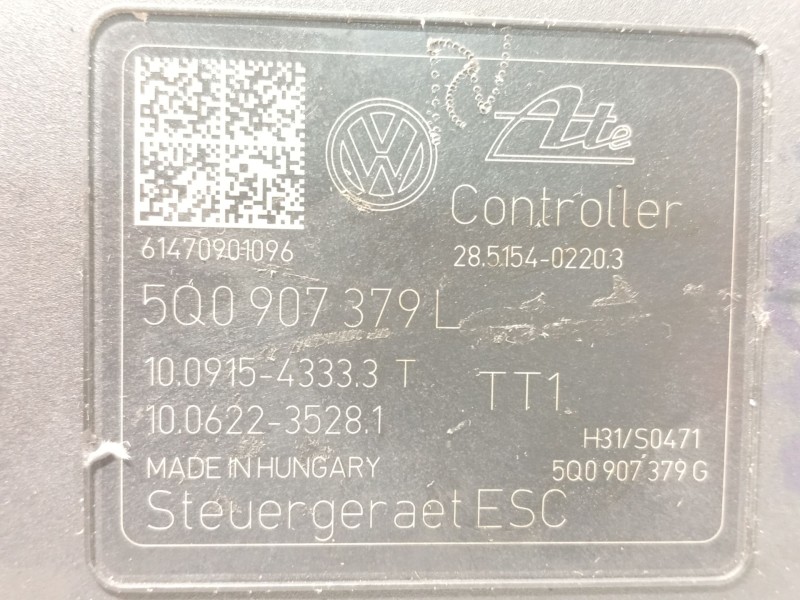 VW
Ate
Controller
61470901096
28.5154-0220.3
5Q0 907 379 L
10.0915-4333.3 T
TT1
10.0622-3528.1
H31/S0471
MADE IN HUNGARY
5Q0 907 379 G
Steuergeraet ESC